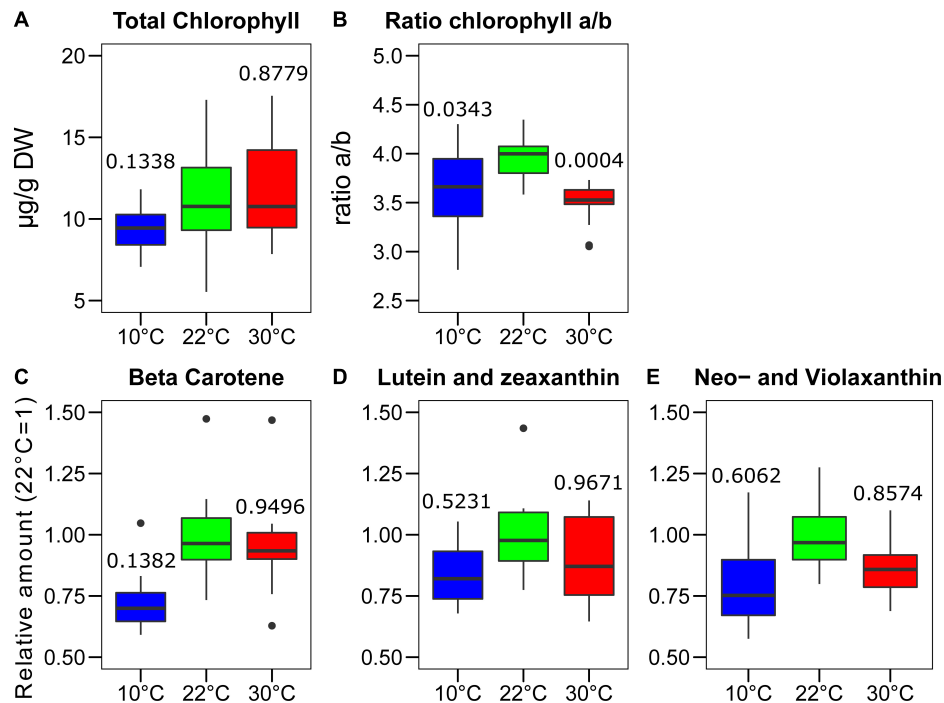 A Total Chlorophyll
µg/g DW
20
15
10
5
0.1338
0.8779
10°C 22°C 30°C
B Ratio chlorophyll a/b
ratio a/b
5.0
4.5
4.0
3.5
3.0
2.5
0.0343
0.0004
10°C 22°C 30°C
C Beta Carotene
Relative amount (22°C=1)
1.50
1.25
1.00
0.75
0.50
0.1382
0.9496
10°C 22°C 30°C
D Lutein and zeaxanthin
1.50
1.25
1.00
0.75
0.50
0.5231
0.9671
10°C 22°C 30°C
E Neo− and Violaxanthin
1.50
1.25
1.00
0.75
0.50
0.6062
0.8574
10°C 22°C 30°C